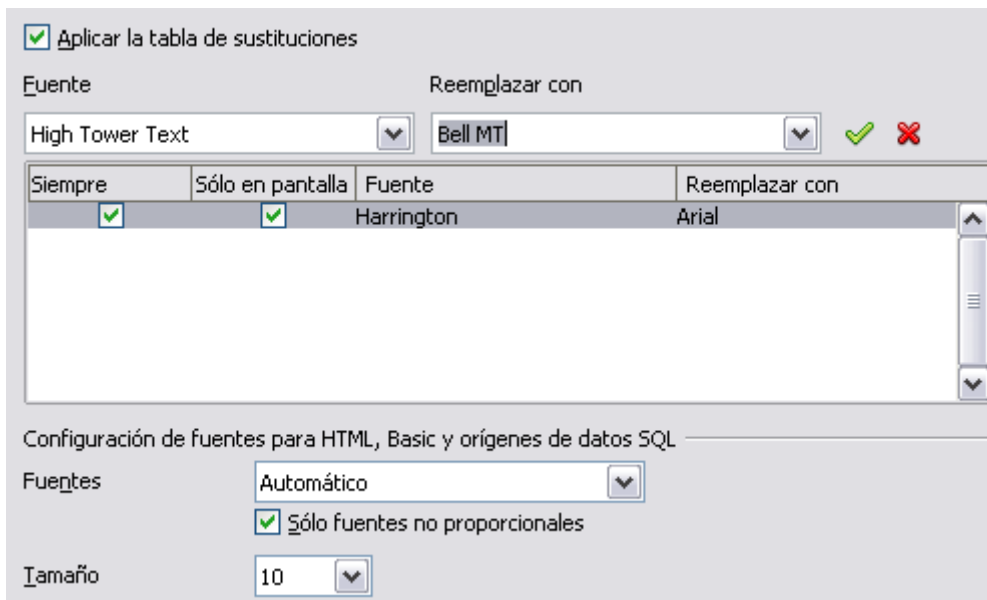 Aplicar la tabla de sustituciones
Fuente Reemplazar con
High Tower Text Bell MT
Siempre Sólo en pantalla Fuente Reemplazar con
Harrington Arial
Configuración de fuentes para HTML, Basic y orígenes de datos SQL
Fuentes Automático
Sólo fuentes no proporcionales
Tamaño 10